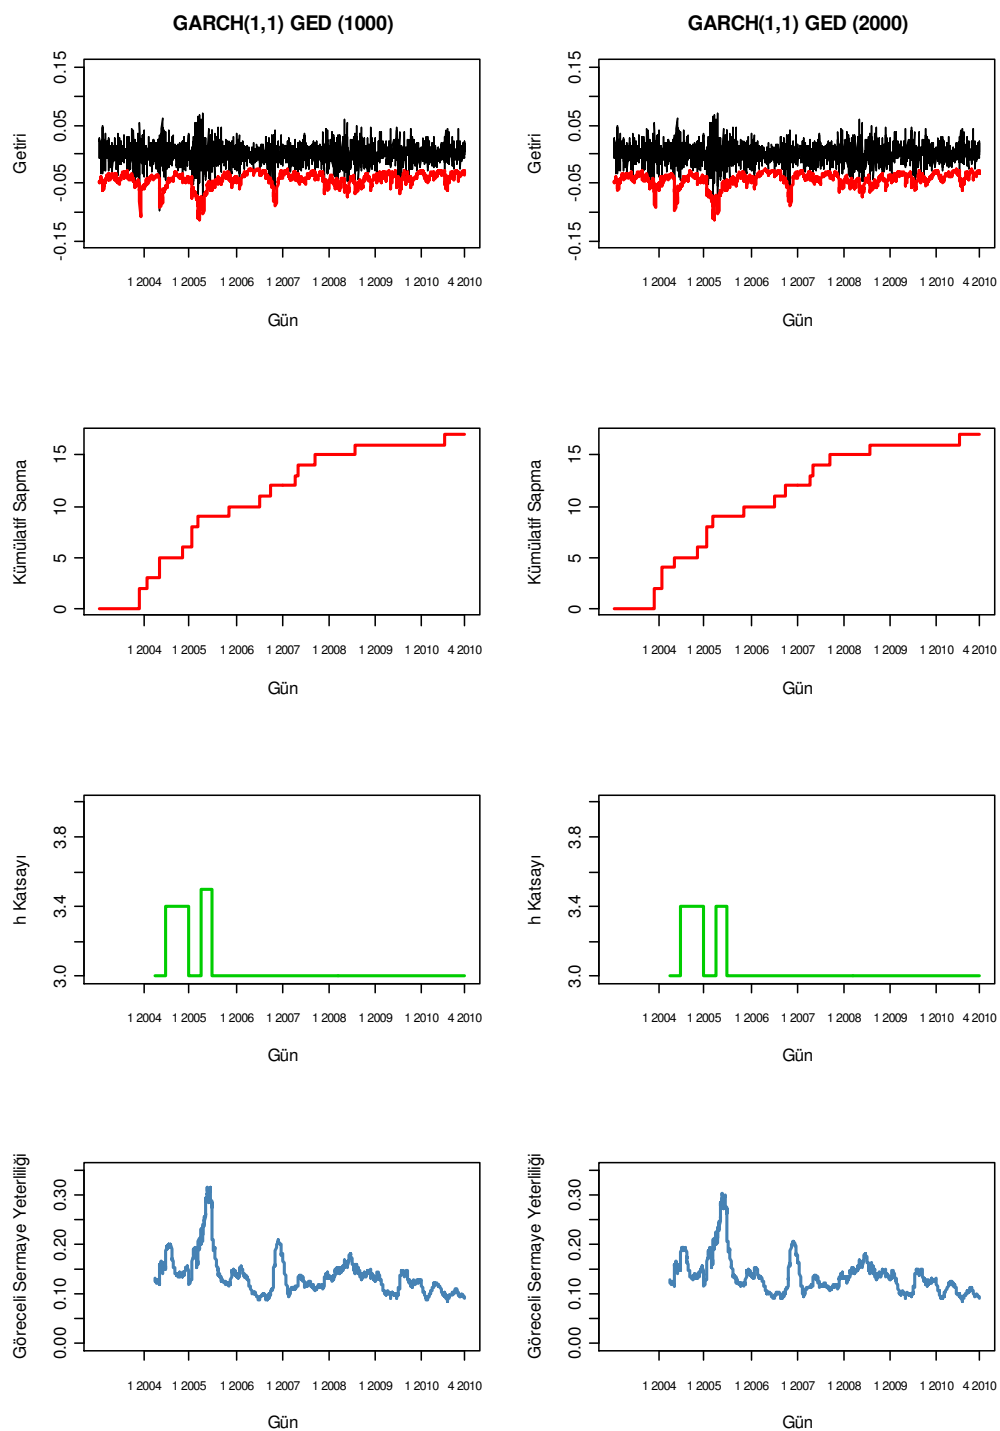 GARCH(1,1) GED (1000)
Getiri
0.15
0.05
-0.05
-0.15
1 2004 1 2005 1 2006 1 2007 1 2008 1 2009 1 2010 4 2010
Gün
GARCH(1,1) GED (2000)
Getiri
0.15
0.05
-0.05
-0.15
1 2004 1 2005 1 2006 1 2007 1 2008 1 2009 1 2010 4 2010
Gün
Kümülatif Sapma
15
10
5
0
1 2004 1 2005 1 2006 1 2007 1 2008 1 2009 1 2010 4 2010
Gün
Kümülatif Sapma
15
10
5
0
1 2004 1 2005 1 2006 1 2007 1 2008 1 2009 1 2010 4 2010
Gün
h Katsayı
3.8
3.4
3.0
1 2004 1 2005 1 2006 1 2007 1 2008 1 2009 1 2010 4 2010
Gün
h Katsayı
3.8
3.4
3.0
1 2004 1 2005 1 2006 1 2007 1 2008 1 2009 1 2010 4 2010
Gün
Göreceli Sermaye Yeterliliği
0.30
0.20
0.10
0.00
1 2004 1 2005 1 2006 1 2007 1 2008 1 2009 1 2010 4 2010
Gün
Göreceli Sermaye Yeterliliği
0.30
0.20
0.10
0.00
1 2004 1 2005 1 2006 1 2007 1 2008 1 2009 1 2010 4 2010
Gün